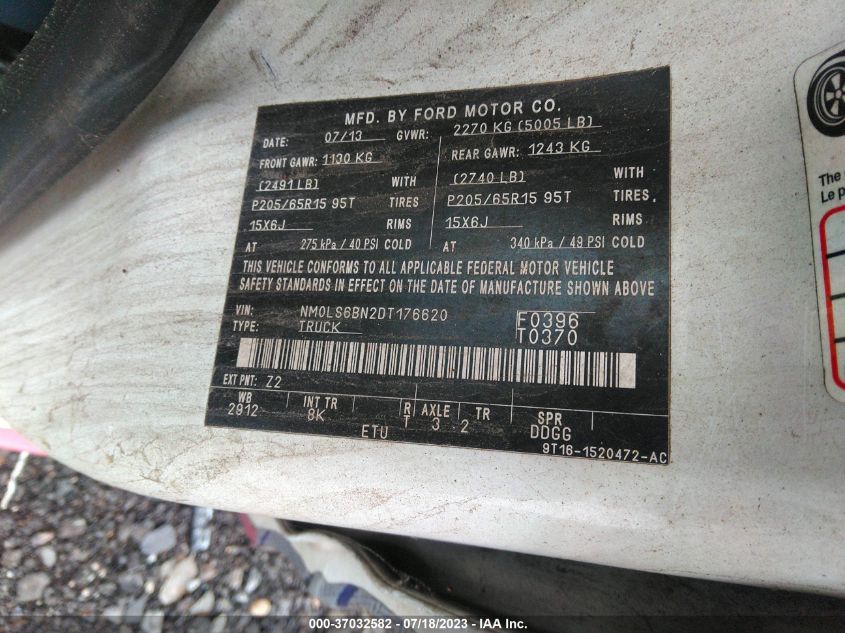 MFD. BY FORD MOTOR CO.
DATE: 07/13 GVWR: 2270 KG (5005 LB)
FRONT GAWR: 1130 KG REAR GAWR: 1243 KG
(2491 LB) WITH (2740 LB) WITH
P205/65R15 95T TIRES P205/65R15 95T TIRES
15X6J RIMS 15X6J RIMS
AT 275 kPa / 40 PSI COLD AT 340 kPa / 49 PSI COLD
THIS VEHICLE CONFORMS TO ALL APPLICABLE FEDERAL MOTOR VEHICLE
SAFETY STANDARDS IN EFFECT ON THE DATE OF MANUFACTURE SHOWN ABOVE
VIN: NM0LS6BN2DT176620 F0396
TYPE: TRUCK T0370
EXT PNT: Z2
WB INT TR R AXLE TR SPR
2912 8K T 3 2 DDGG
ETU 9T16-1520472-AC
The
Le p
000-37032582 - 07/18/2023 - IAA Inc.